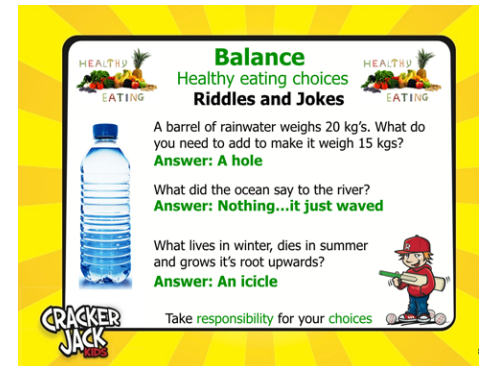 Balance
HEALTHY EATING
Healthy eating choices
HEALTHY EATING
Riddles and Jokes
A barrel of rainwater weighs 20 kg's. What do
you need to add to make it weigh 15 kgs?
Answer: A hole
What did the ocean say to the river?
Answer: Nothing...it just waved
What lives in winter, dies in summer
and grows it's root upwards?
Answer: An icicle
CRACKER
JACK
KIDS
Take responsibility for your choices